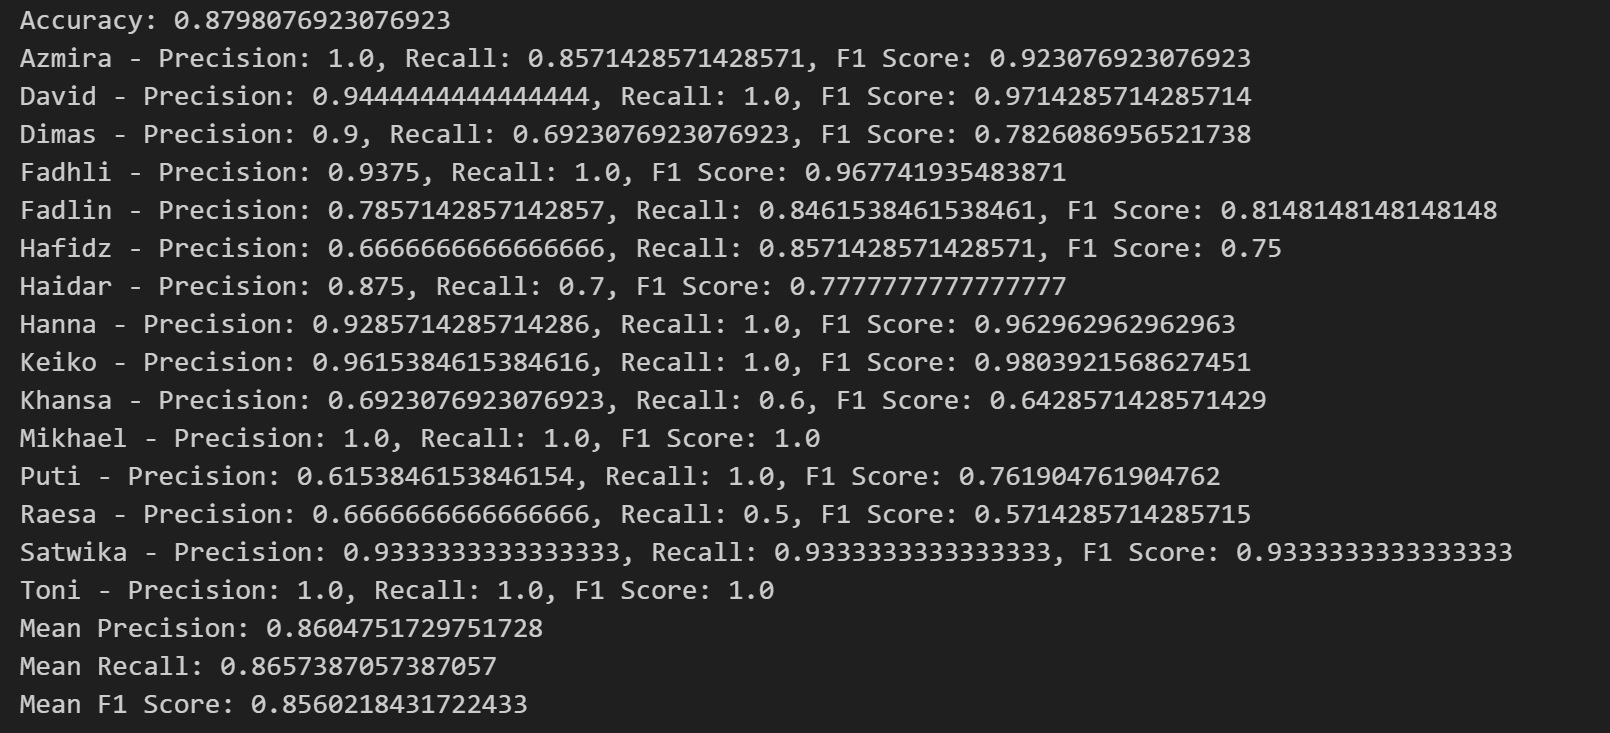 Accuracy: 0.8798076923076923
Azmira - Precision: 1.0, Recall: 0.8571428571428571, F1 Score: 0.923076923076923
David - Precision: 0.9444444444444444, Recall: 1.0, F1 Score: 0.9714285714285714
Dimas - Precision: 0.9, Recall: 0.6923076923076923, F1 Score: 0.7826086956521738
Fadhli - Precision: 0.9375, Recall: 1.0, F1 Score: 0.967741935483871
Fadlin - Precision: 0.7857142857142857, Recall: 0.8461538461538461, F1 Score: 0.8148148148148148
Hafidz - Precision: 0.6666666666666666, Recall: 0.8571428571428571, F1 Score: 0.75
Haidar - Precision: 0.875, Recall: 0.7, F1 Score: 0.7777777777777777
Hanna - Precision: 0.9285714285714286, Recall: 1.0, F1 Score: 0.962962962962963
Keiko - Precision: 0.9615384615384616, Recall: 1.0, F1 Score: 0.9803921568627451
Khansa - Precision: 0.6923076923076923, Recall: 0.6, F1 Score: 0.6428571428571429
Mikhael - Precision: 1.0, Recall: 1.0, F1 Score: 1.0
Puti - Precision: 0.6153846153846154, Recall: 1.0, F1 Score: 0.761904761904762
Raesa - Precision: 0.6666666666666666, Recall: 0.5, F1 Score: 0.5714285714285715
Satwika - Precision: 0.9333333333333333, Recall: 0.9333333333333333, F1 Score: 0.9333333333333333
Toni - Precision: 1.0, Recall: 1.0, F1 Score: 1.0
Mean Precision: 0.8604751729751728
Mean Recall: 0.8657387057387057
Mean F1 Score: 0.8560218431722433